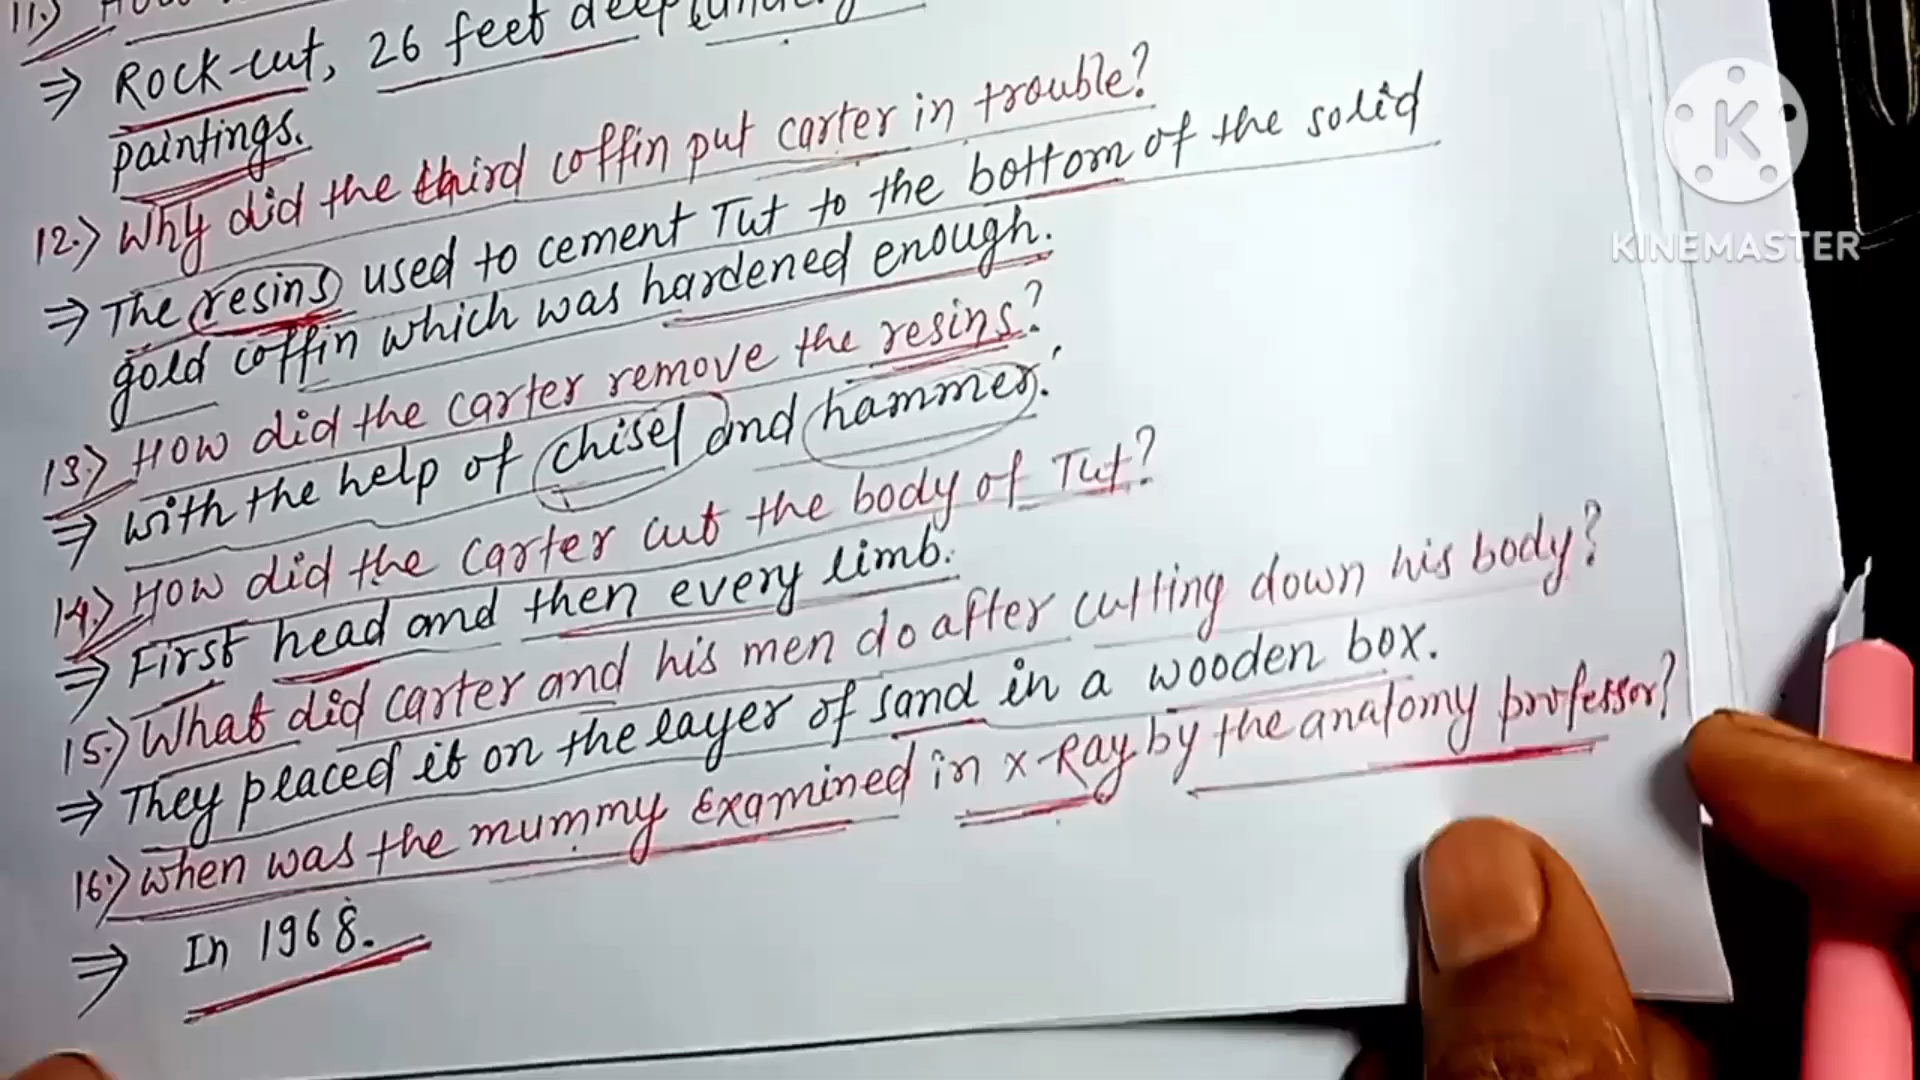 11.)
⇒ Rock-cut, 26 feet deep
paintings.
12.) Why did the third coffin put carter in trouble?
⇒ The resins used to cement Tut to the bottom of the solid
gold coffin which was hardened enough.
13.) How did the carter remove the resins?
⇒ with the help of chisel and hammer.
14.) How did the carter cut the body of Tut?
⇒ First head and then every limb.
15.) What did carter and his men do after cutting down his body?
⇒ They placed it on the layer of sand in a wooden box.
16.) when was the mummy examined in x-Ray by the anatomy professor?
⇒ In 1968.
K
KINEMASTER